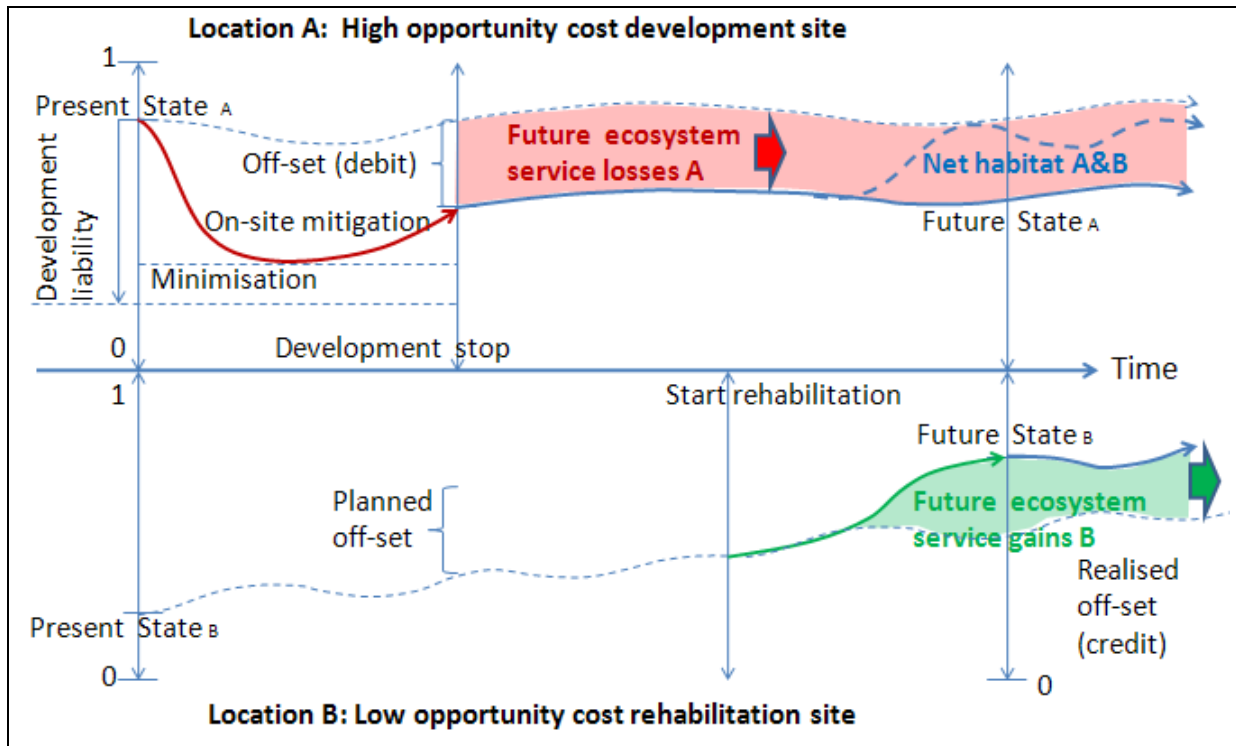 Location A: High opportunity cost development site
1
Present State A
Development
liability
Off-set (debit)
Future ecosystem
service losses A
Net habitat A&B
On-site mitigation
Future State A
Minimisation
0
Development stop
Time
1
Start rehabilitation
Future State B
Planned
off-set
Future ecosystem
service gains B
Realised
off-set
(credit)
Present State B
0
0
Location B: Low opportunity cost rehabilitation site